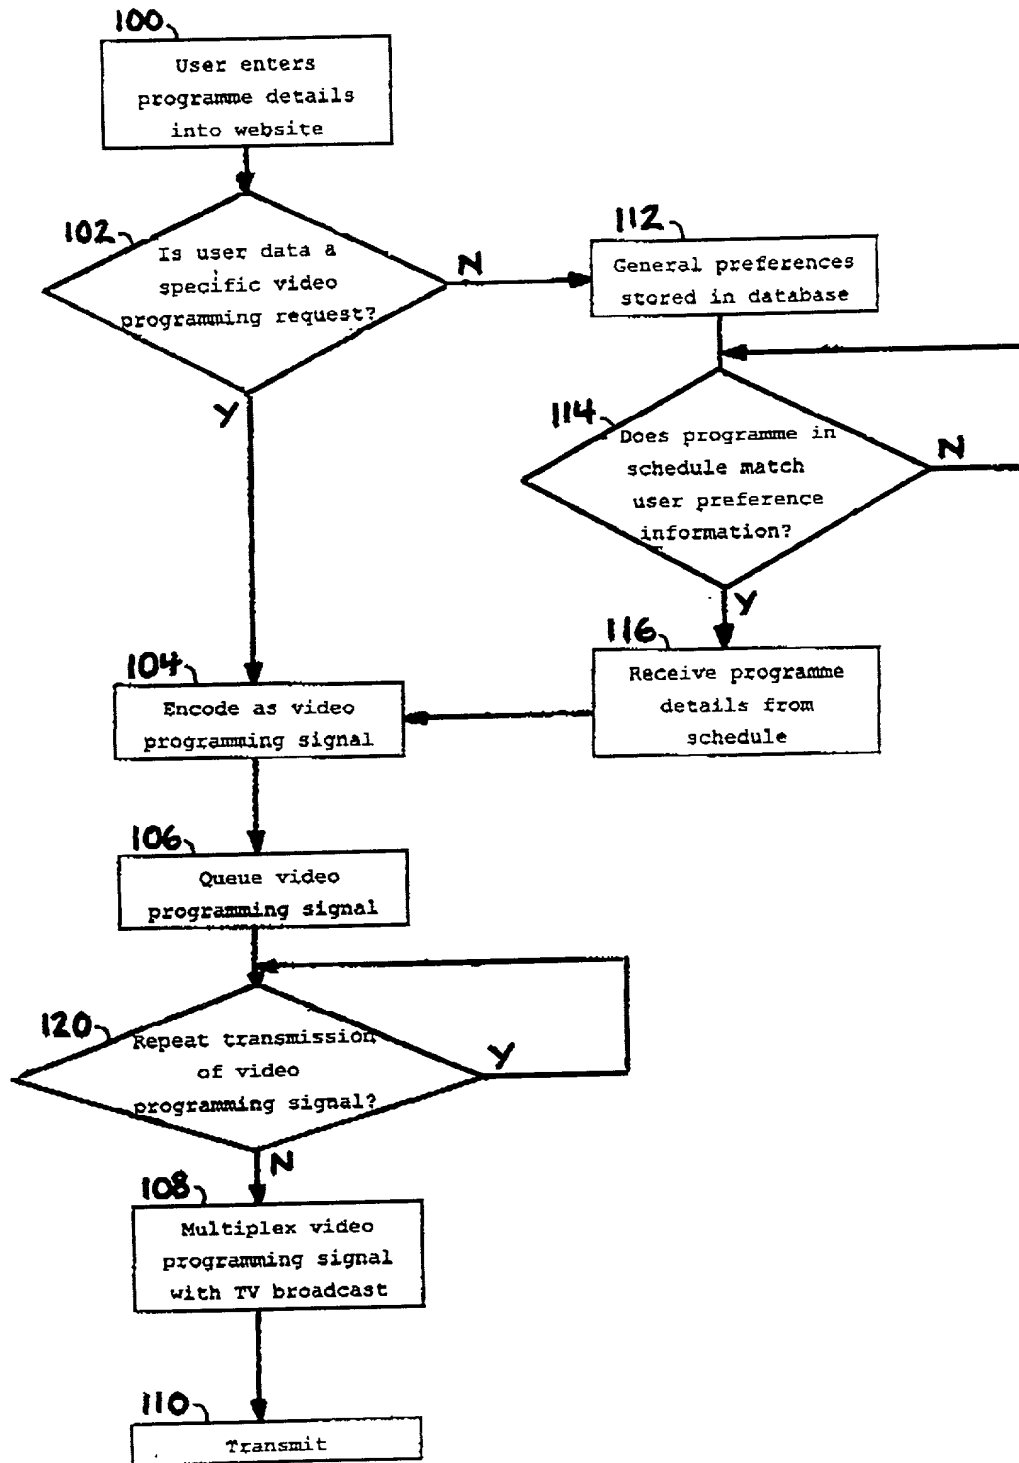 100
User enters
programme details
into website
102
Is user data a
specific video
programming request?
N
Y
112
General preferences
stored in database
114
Does programme in
schedule match
user preference
information?
N
Y
116
Receive programme
details from
schedule
104
Encode as video
programming signal
106
Queue video
programming signal
120
Repeat transmission
of video
programming signal?
Y
N
108
Multiplex video
programming signal
with TV broadcast
110
Transmit